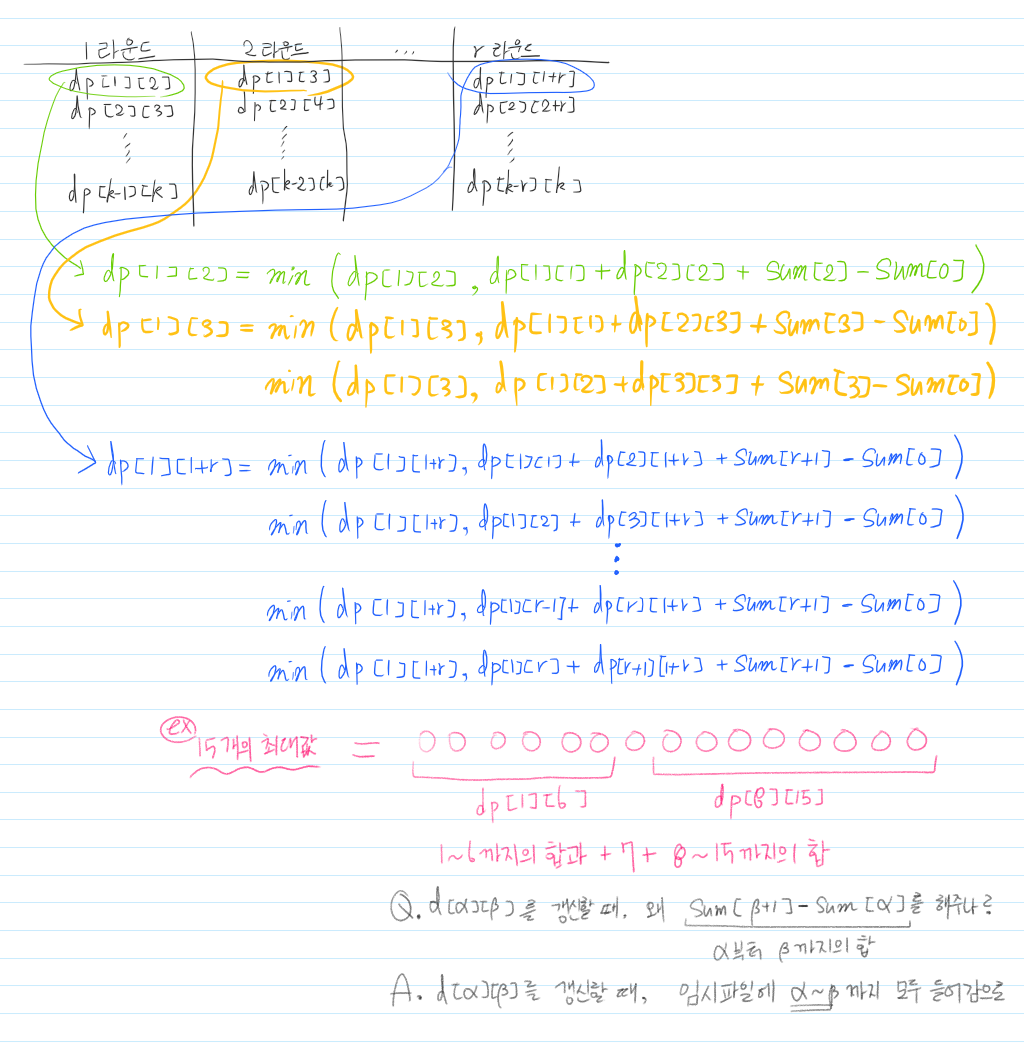 1 라운드 2 라운드 ... r 라운드
dp[1][2] dp[1][3] dp[1][1+r]
dp[2][3] dp[2][4] dp[2][2+r]
dp[k-1][k] dp[k-2][k] dp[k-r][k]
dp[1][2] = min ( dp[1][2], dp[1][1] + dp[2][2] + Sum[2] - Sum[0] )
dp[1][3] = min ( dp[1][3], dp[1][1] + dp[2][3] + Sum[3] - Sum[0] )
min ( dp[1][3], dp[1][2] + dp[3][3] + Sum[3] - Sum[0] )
dp[1][1+r] = min ( dp[1][1+r], dp[1][1] + dp[2][1+r] + Sum[r+1] - Sum[0] )
min ( dp[1][1+r], dp[1][2] + dp[3][1+r] + Sum[r+1] - Sum[0] )
min ( dp[1][1+r], dp[1][r-1] + dp[r][1+r] + Sum[r+1] - Sum[0] )
min ( dp[1][1+r], dp[1][r] + dp[r+1][1+r] + Sum[r+1] - Sum[0] )
ex 15개의 최대값 = ○ ○ ○ ○ ○ ○ ○ ○ ○ ○ ○ ○ ○ ○ ○
dp[1][6] dp[8][15]
1~6까지의 합과 + 7 + 8~15까지의 합
Q. d[α][β]를 갱신할 때, 왜 Sum[β+1] - Sum[α]를 해주나?
α부터 β까지의 합
A. d[α][β]를 갱신할 때, 임시파일에 α~β까지 모두 들어감으로